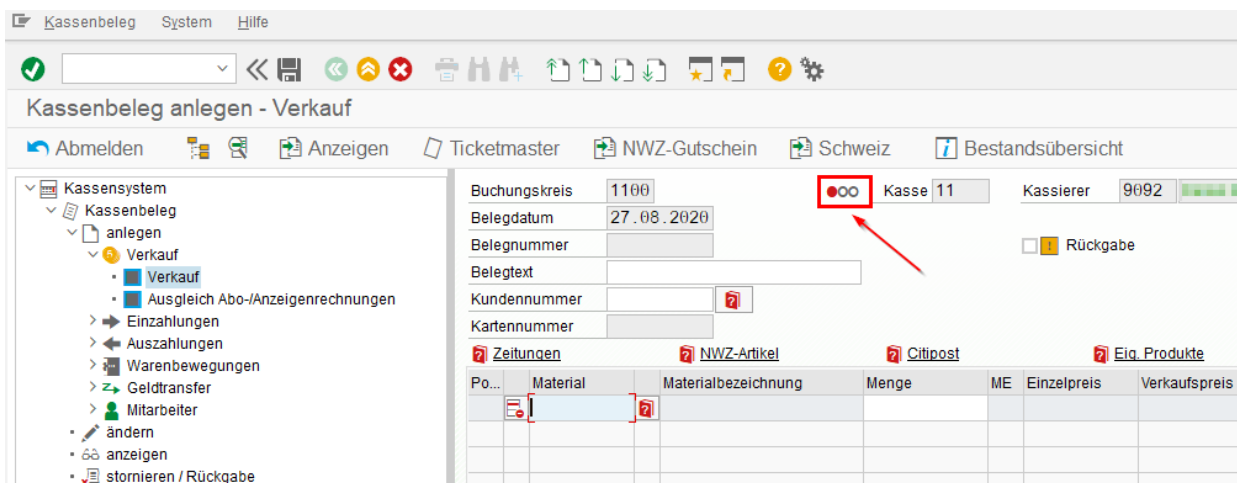 Kassenbeleg System Hilfe
Kassenbeleg anlegen - Verkauf
Abmelden Anzeigen Ticketmaster NWZ-Gutschein Schweiz Bestandsübersicht
Kassensystem
Kassenbeleg
anlegen
Verkauf
Verkauf
Ausgleich Abo-/Anzeigenrechnungen
Einzahlungen
Auszahlungen
Warenbewegungen
Geldtransfer
Mitarbeiter
ändern
anzeigen
stornieren / Rückgabe
Buchungskreis 1100 Kasse 11 Kassierer 9092
Belegdatum 27.08.2020
Belegnummer Rückgabe
Belegtext
Kundennummer
Kartennummer
Zeitungen NWZ-Artikel Citipost Eig. Produkte
Po... Material Materialbezeichnung Menge ME Einzelpreis Verkaufspreis